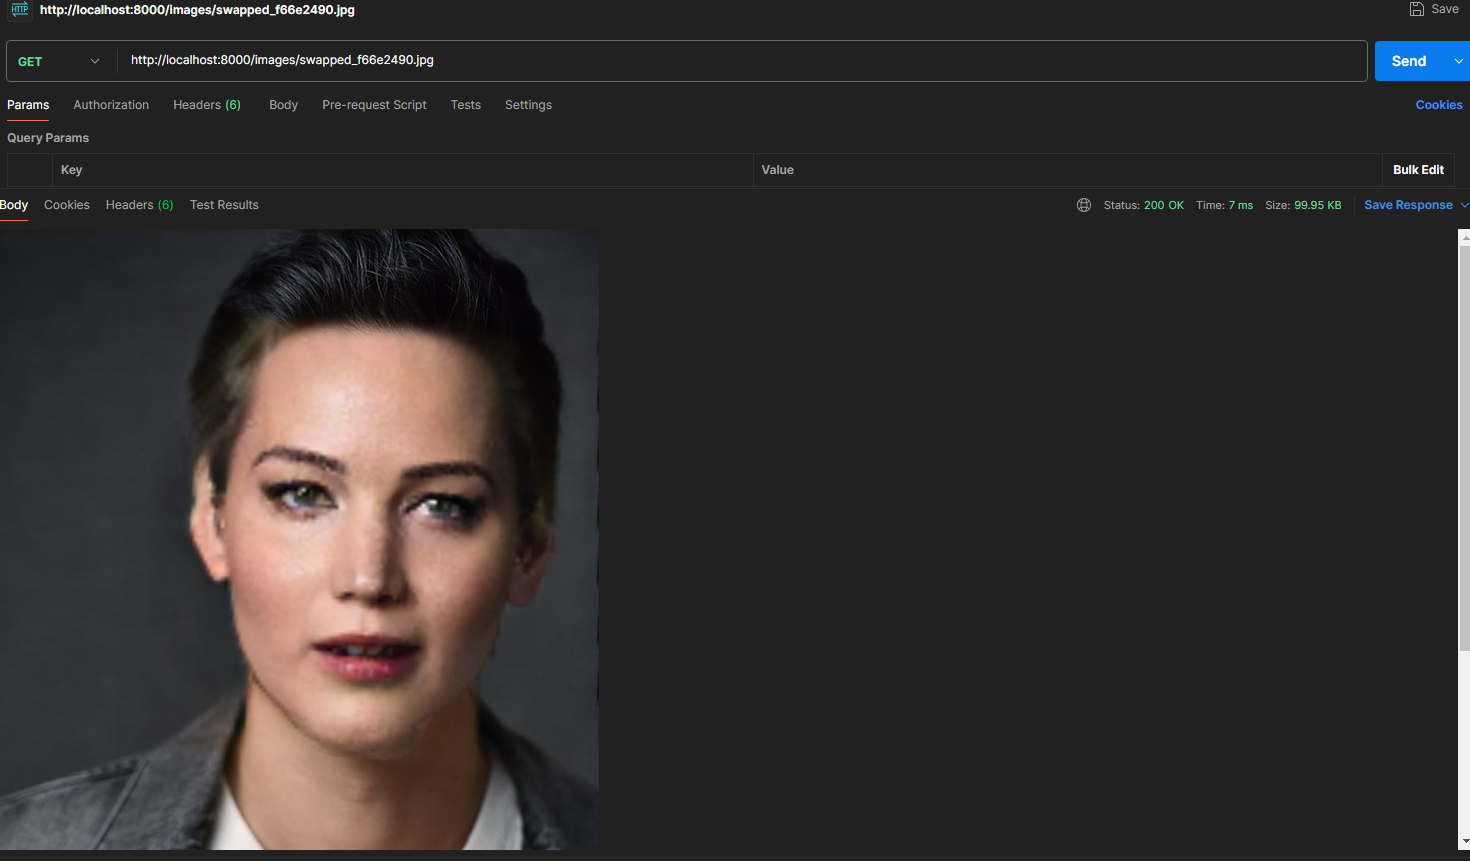 HTTP http://localhost:8000/images/swapped_f66e2490.jpg Save
GET http://localhost:8000/images/swapped_f66e2490.jpg Send
Params Authorization Headers (6) Body Pre-request Script Tests Settings Cookies
Query Params
Key Value Bulk Edit
Body Cookies Headers (6) Test Results Status: 200 OK Time: 7 ms Size: 99.95 KB Save Response